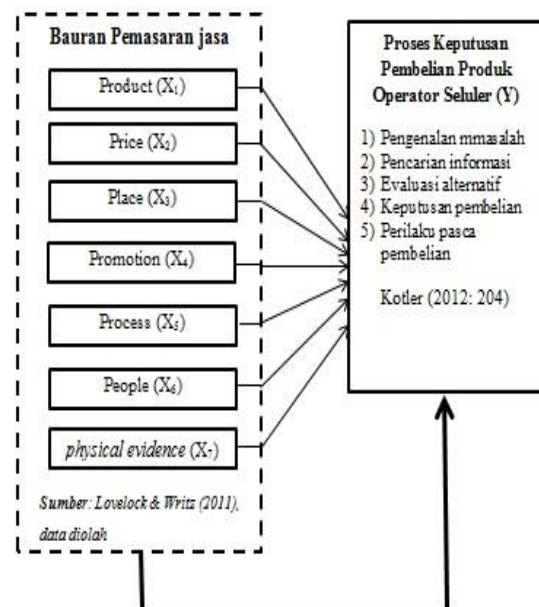 Bauran Pemasaran jasa
Product (X₁)
Price (X₂)
Place (X₃)
Promotion (X₄)
Process (X₅)
People (X₆)
physical evidence (X₇)
Sumber: Lovelock & Writz (2011),
data diolah
Proses Keputusan
Pembelian Produk
Operator Seluler (Y)
1) Pengenalan mmasalah
2) Pencarian informasi
3) Evaluasi alternatif
4) Keputusan pembelian
5) Perilaku pasca
pembelian
Kotler (2012: 204)